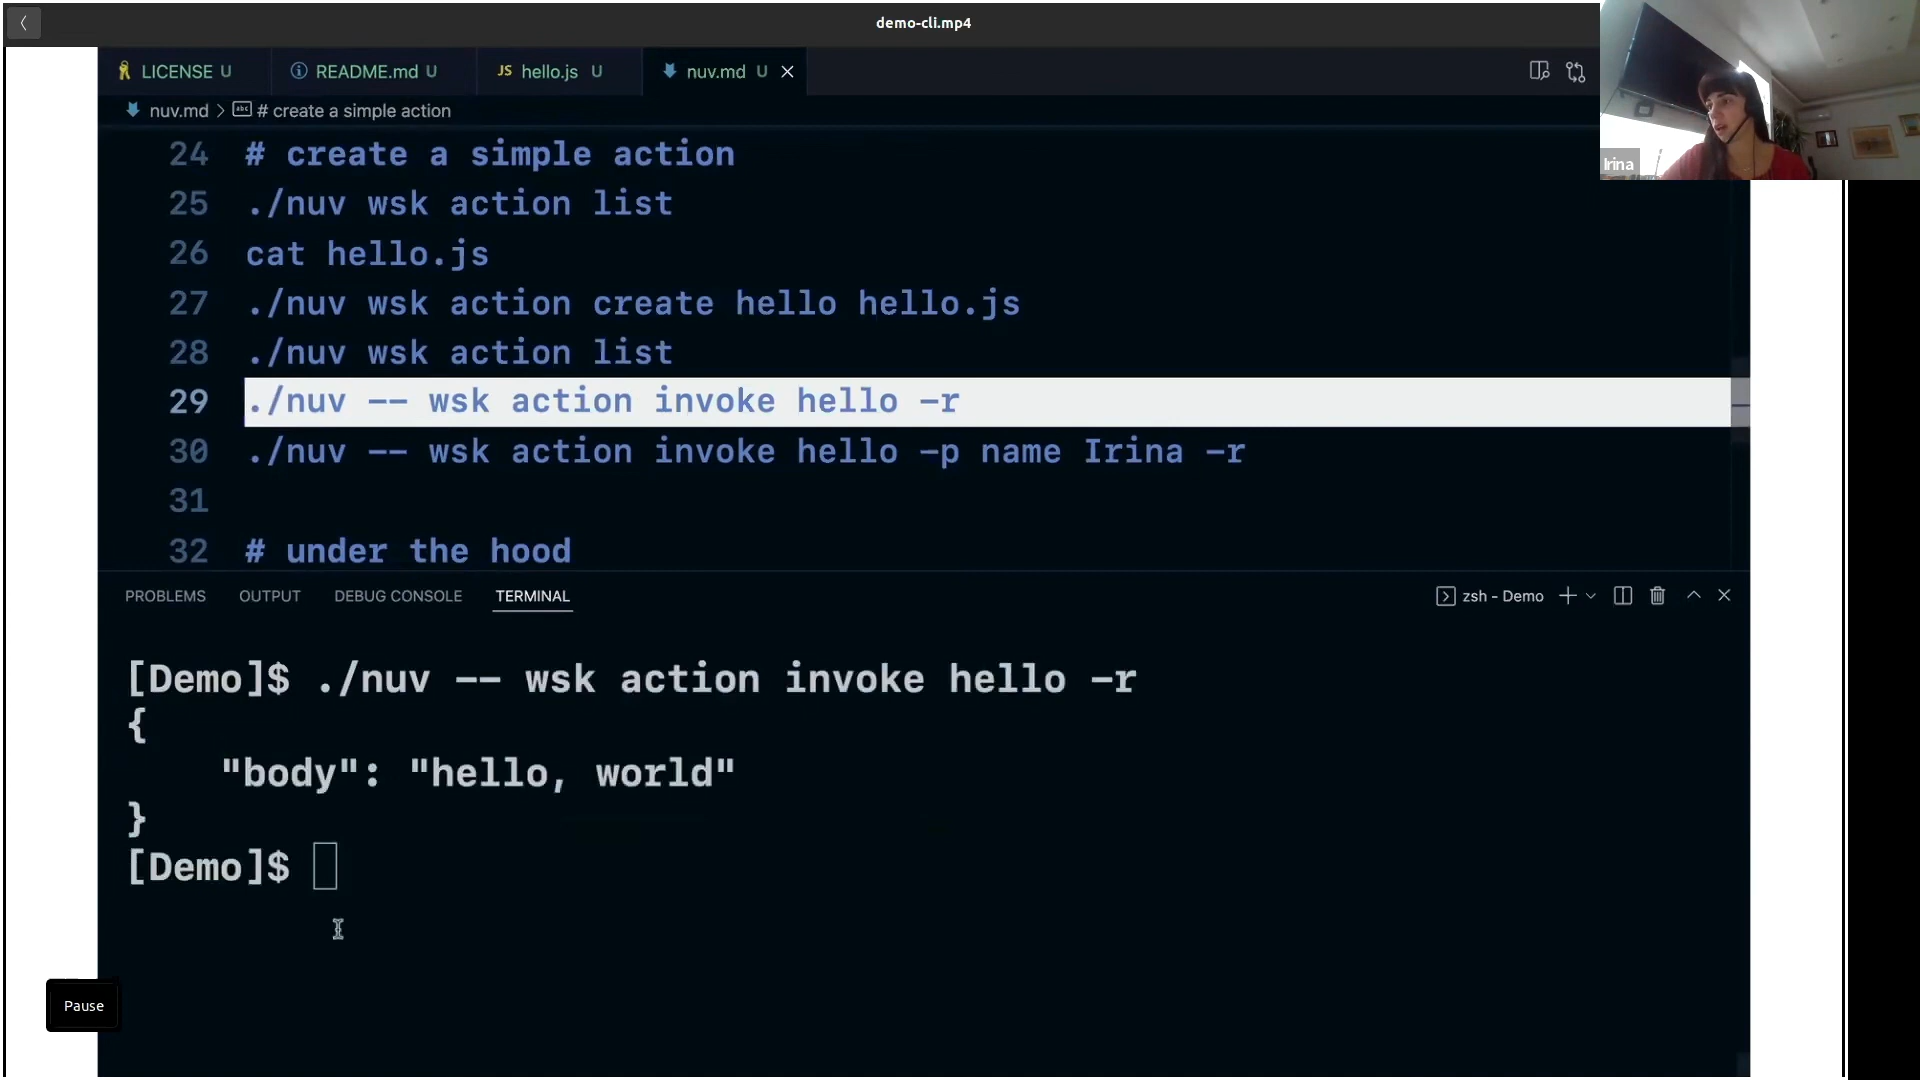 demo-cli.mp4
LICENSE U
README.md U
JS hello.js U
nuv.md U
nuv.md > abc # create a simple action
24 # create a simple action
25 ./nuv wsk action list
26 cat hello.js
27 ./nuv wsk action create hello hello.js
28 ./nuv wsk action list
29 ./nuv -- wsk action invoke hello -r
30 ./nuv -- wsk action invoke hello -p name Irina -r
31
32 # under the hood
Irina
PROBLEMS OUTPUT DEBUG CONSOLE TERMINAL
zsh - Demo
[Demo]$ ./nuv -- wsk action invoke hello -r
{
"body": "hello, world"
}
[Demo]$
Pause